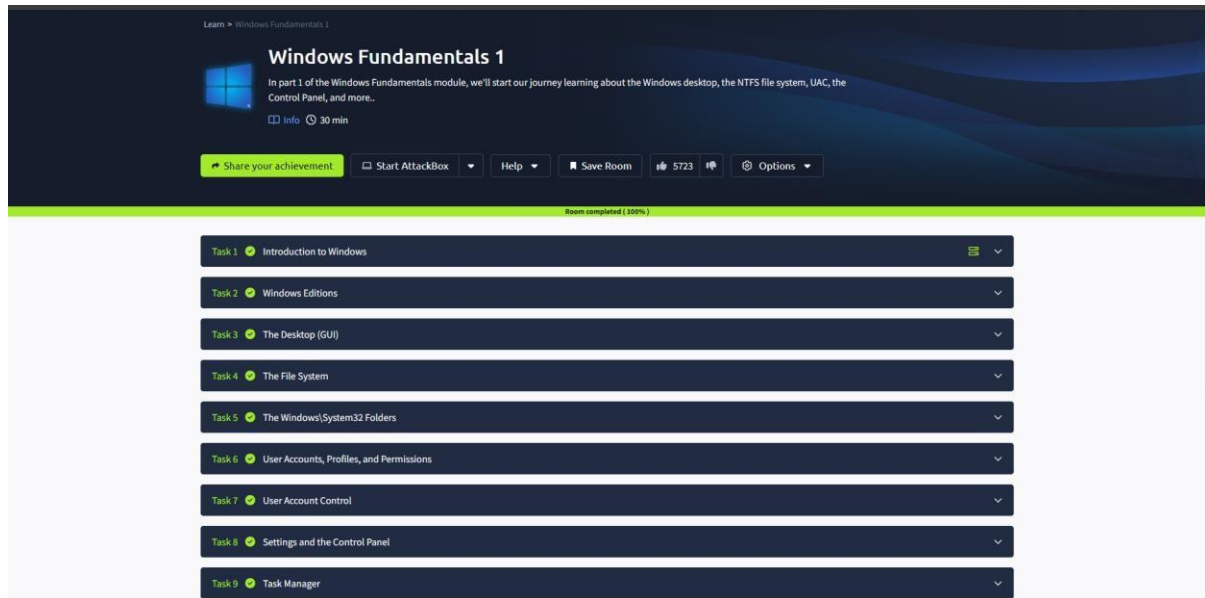 Learn > Windows Fundamentals 1
Windows Fundamentals 1
In part 1 of the Windows Fundamentals module, we'll start our journey learning about the Windows desktop, the NTFS file system, UAC, the
Control Panel, and more..
Info 30 min
Share your achievement Start AttackBox Help Save Room 5723 Options
Room completed ( 100% )
Task 1 Introduction to Windows
Task 2 Windows Editions
Task 3 The Desktop (GUI)
Task 4 The File System
Task 5 The Windows\System32 Folders
Task 6 User Accounts, Profiles, and Permissions
Task 7 User Account Control
Task 8 Settings and the Control Panel
Task 9 Task Manager